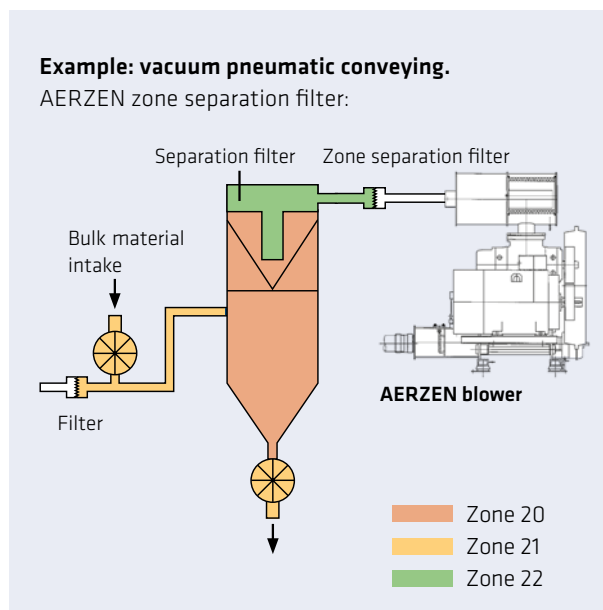 Example: vacuum pneumatic conveying.
AERZEN zone separation filter:
Separation filter
Zone separation filter
Bulk material
intake
Filter
AERZEN blower
Zone 20
Zone 21
Zone 22